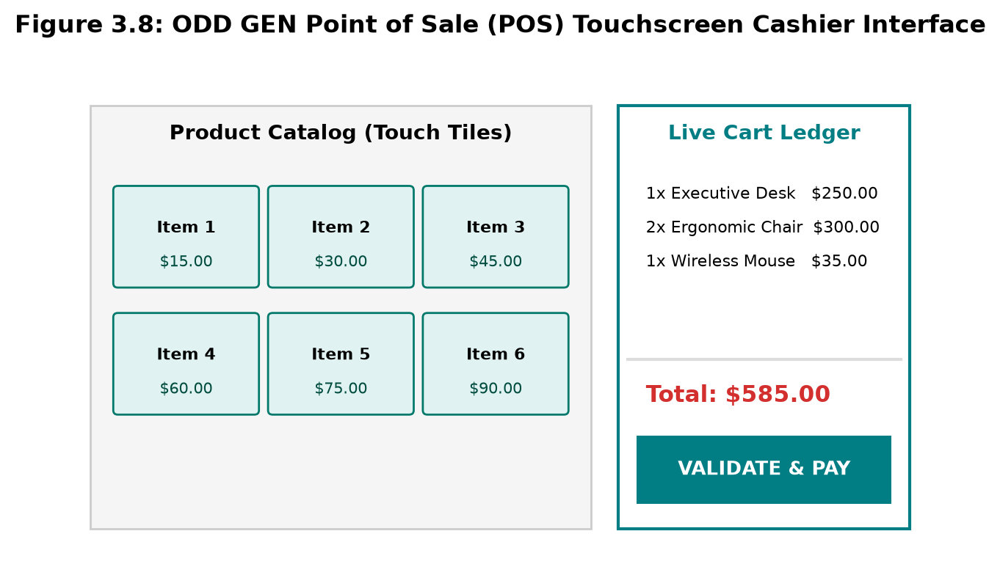 Figure 3.8: ODD GEN Point of Sale (POS) Touchscreen Cashier Interface
Product Catalog (Touch Tiles)
Item 1
$15.00
Item 2
$30.00
Item 3
$45.00
Item 4
$60.00
Item 5
$75.00
Item 6
$90.00
Live Cart Ledger
1x Executive Desk $250.00
2x Ergonomic Chair $300.00
1x Wireless Mouse $35.00
Total: $585.00
VALIDATE & PAY